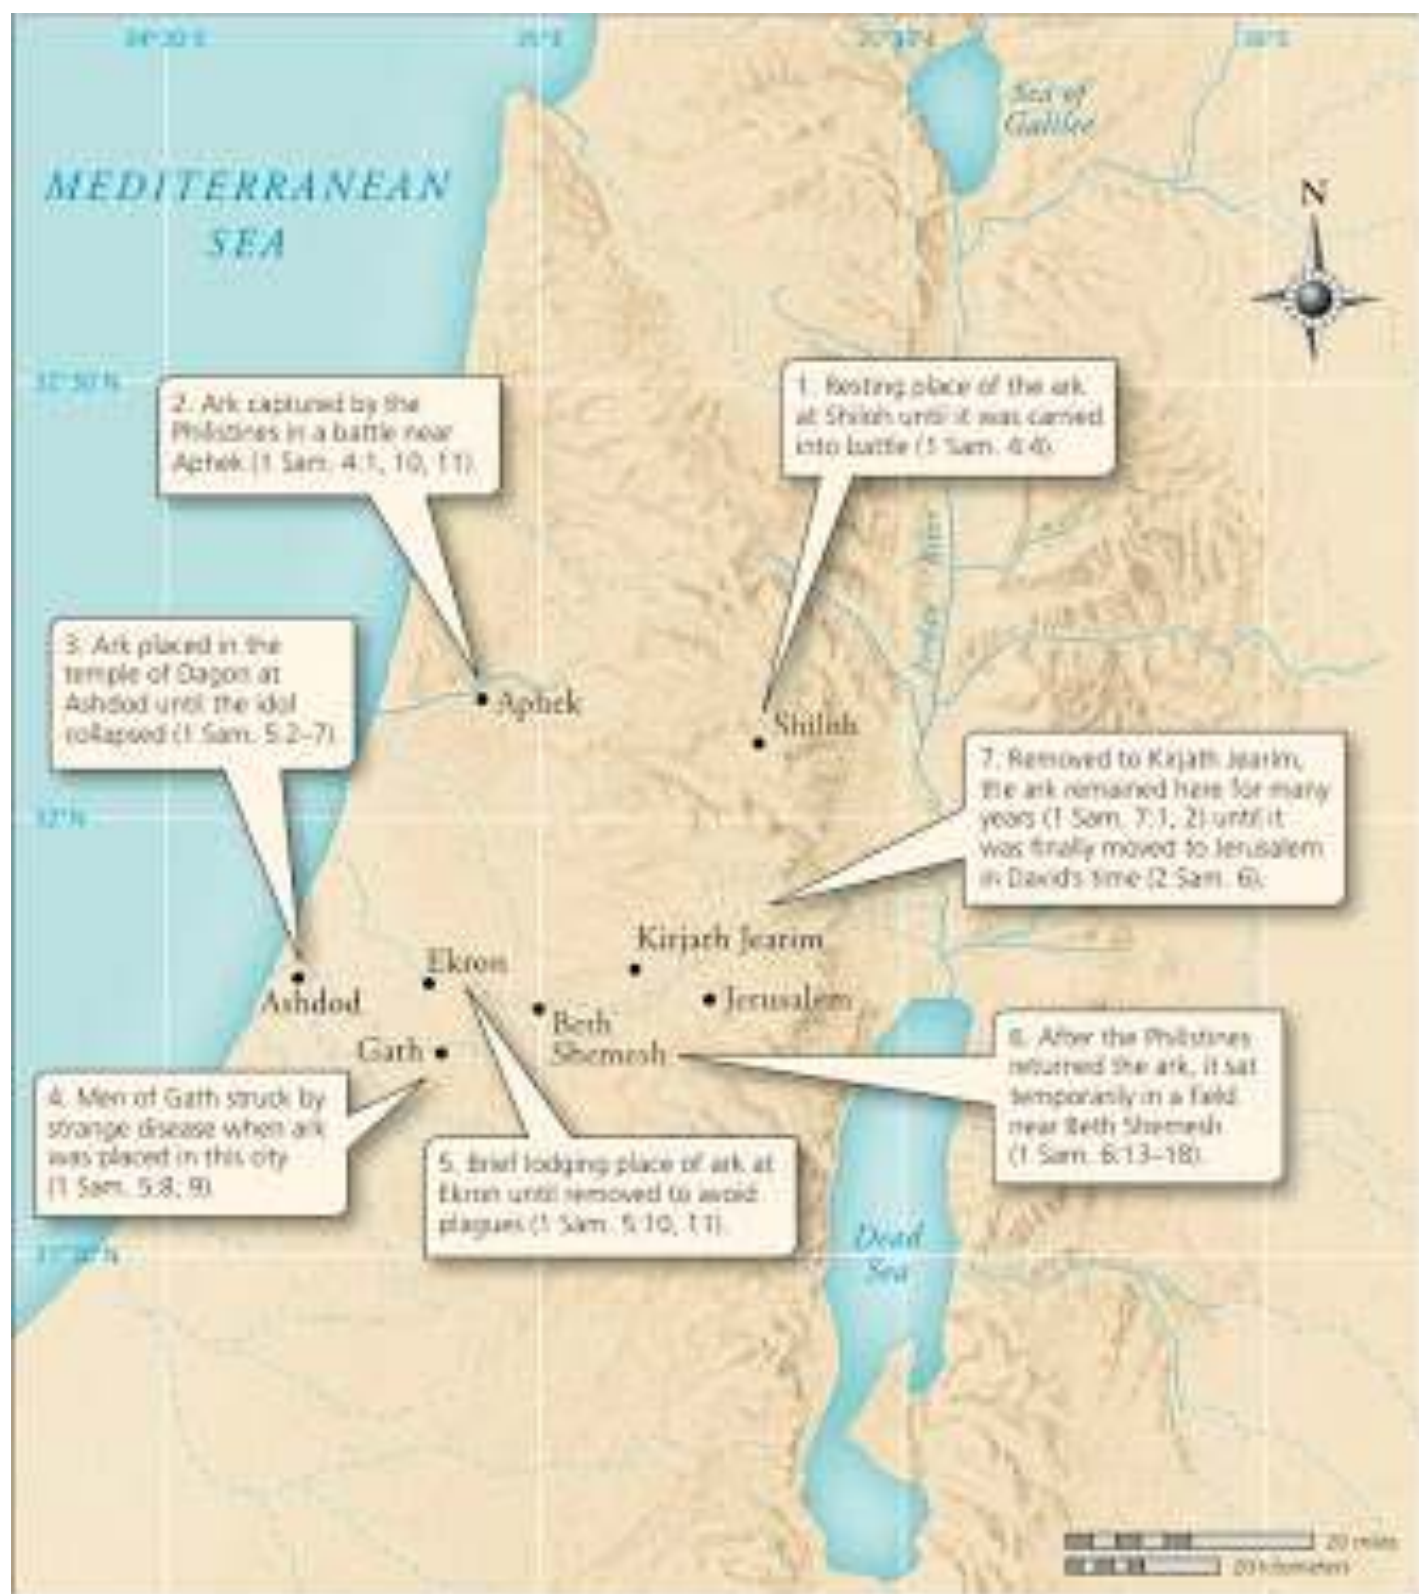 35° E
MEDITERRANEAN
SEA
Sea of
Galilee
N
32° 30' N
2. Ark captured by the
Philistines in a battle near
Aphek (1 Sam. 4:1, 10, 11).
1. Resting place of the ark
at Shiloh until it was carried
into battle (1 Sam. 4:4).
Jordan River
3. Ark placed in the
temple of Dagon at
Ashdod until the idol
collapsed (1 Sam. 5:2–7).
Aphek
Shiloh
7. Removed to Kirjath Jearim,
the ark remained here for many
years (1 Sam. 7:1, 2) until it
was finally moved to Jerusalem
in David's time (2 Sam. 6).
32° N
Kirjath Jearim
Ekron
Ashdod
Jerusalem
Beth
Shemesh
Gath
6. After the Philistines
returned the ark, it sat
temporarily in a field
near Beth Shemesh
(1 Sam. 6:13–18).
4. Men of Gath struck by
strange disease when ark
was placed in this city
(1 Sam. 5:8, 9).
5. Brief lodging place of ark at
Ekron until removed to avoid
plagues (1 Sam. 5:10, 11).
Dead
Sea
20 miles
20 kilometers